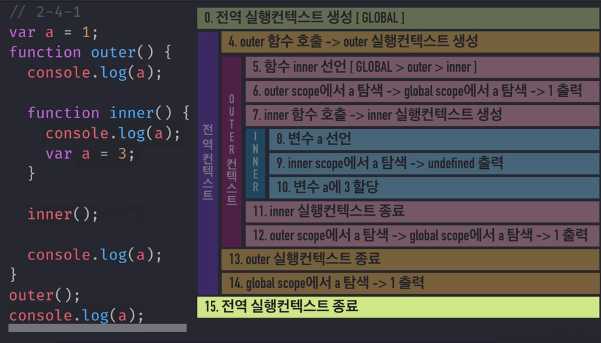 // 2-4-1
var a = 1;
function outer() {
console.log(a);
function inner() {
console.log(a);
var a = 3;
}
inner();
console.log(a);
}
outer();
console.log(a);
0. 전역 실행컨텍스트 생성 [ GLOBAL ]
전역 컨텍스트
4. outer 함수 호출 -> outer 실행컨텍스트 생성
OUTER 컨텍스트
5. 함수 inner 선언 [ GLOBAL > outer > inner ]
6. outer scope에서 a 탐색 -> global scope에서 a 탐색 -> 1 출력
7. inner 함수 호출 -> inner 실행컨텍스트 생성
INNER
8. 변수 a 선언
9. inner scope에서 a 탐색 -> undefined 출력
10. 변수 a에 3 할당
11. inner 실행컨텍스트 종료
12. outer scope에서 a 탐색 -> global scope에서 a 탐색 -> 1 출력
13. outer 실행컨텍스트 종료
14. global scope에서 a 탐색 -> 1 출력
15. 전역 실행컨텍스트 종료